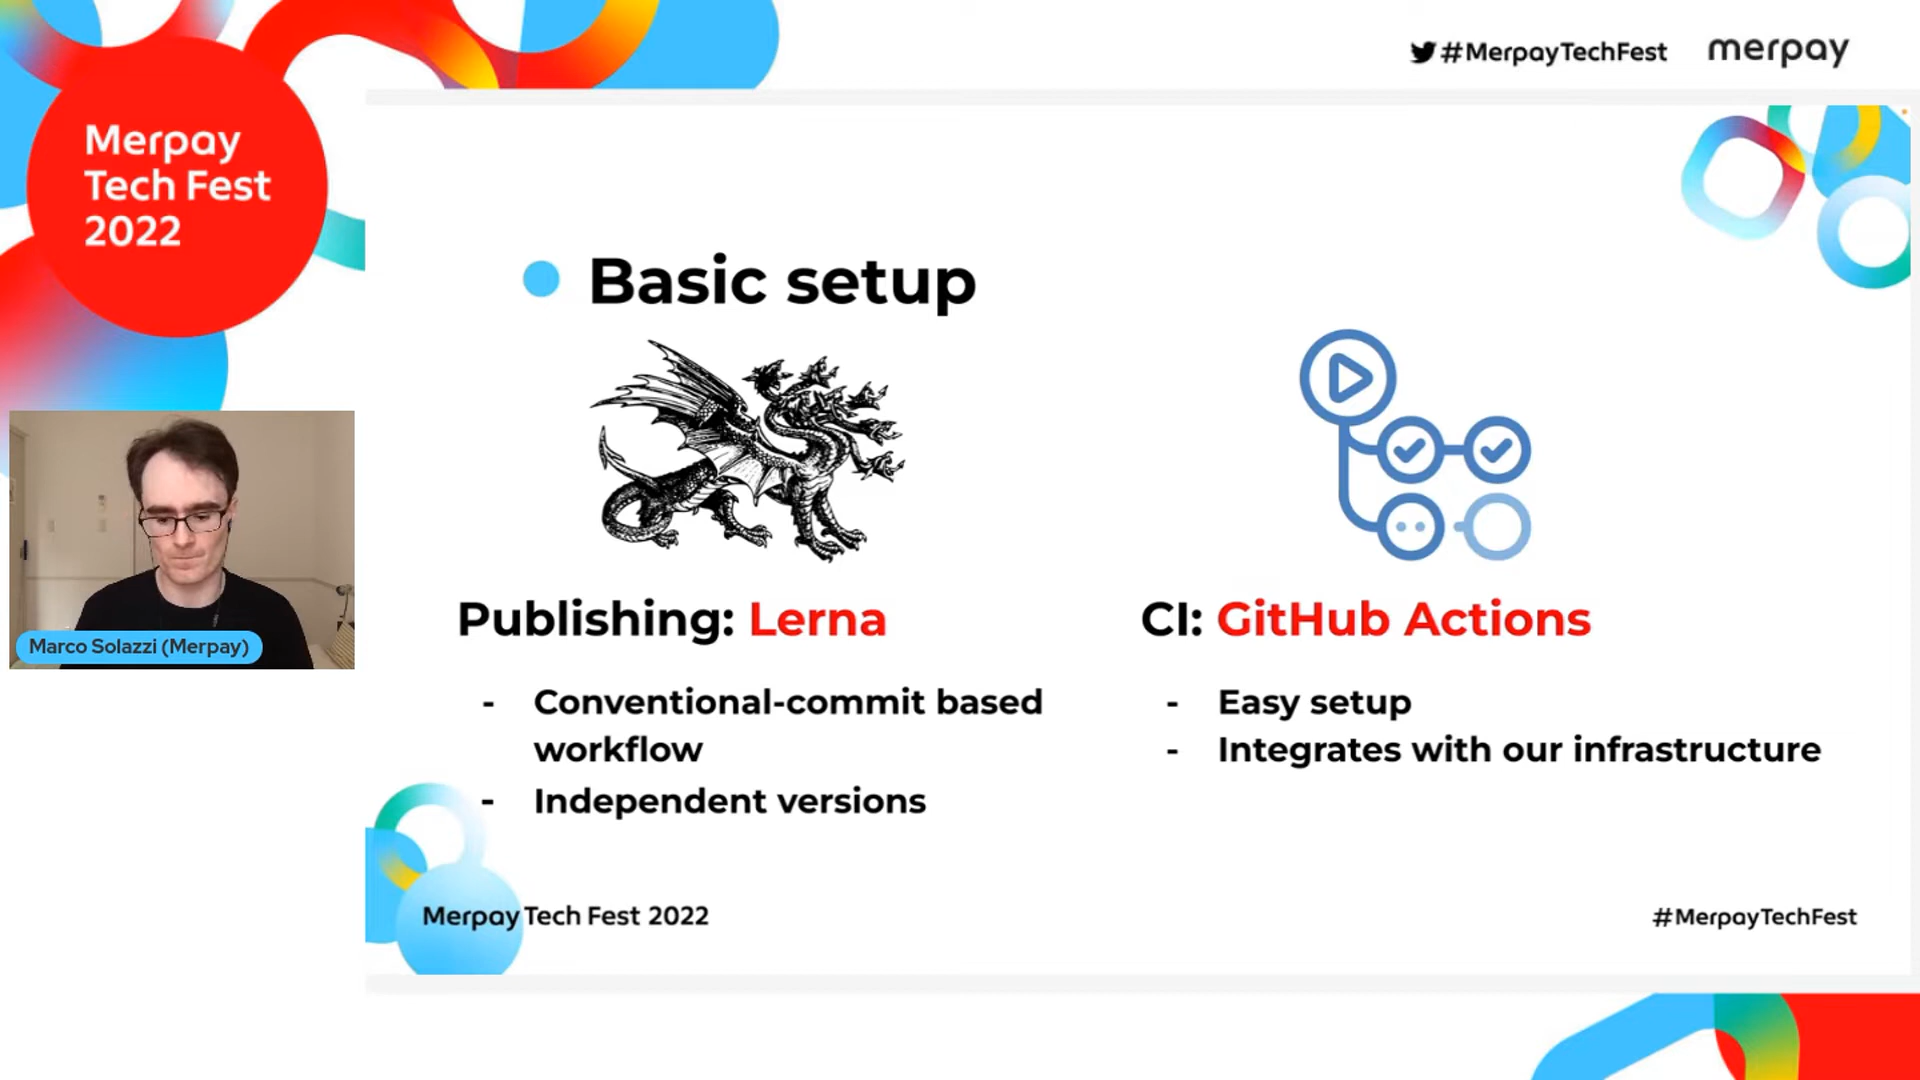 #MerpayTechFest
merpay
Merpay
Tech Fest
2022
Basic setup
Publishing: Lerna
- Conventional-commit based
workflow
- Independent versions
CI: GitHub Actions
- Easy setup
- Integrates with our infrastructure
Marco Solazzi (Merpay)
Merpay Tech Fest 2022
#MerpayTechFest